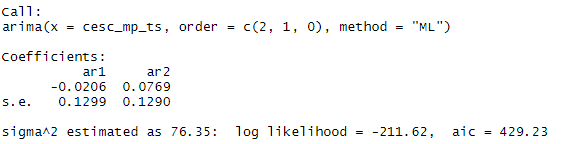 Call:
arima(x = cesc_mp_ts, order = c(2, 1, 0), method = "ML")
Coefficients:
ar1 ar2
-0.0206 0.0769
s.e. 0.1299 0.1290
sigma^2 estimated as 76.35: log likelihood = -211.62, aic = 429.23